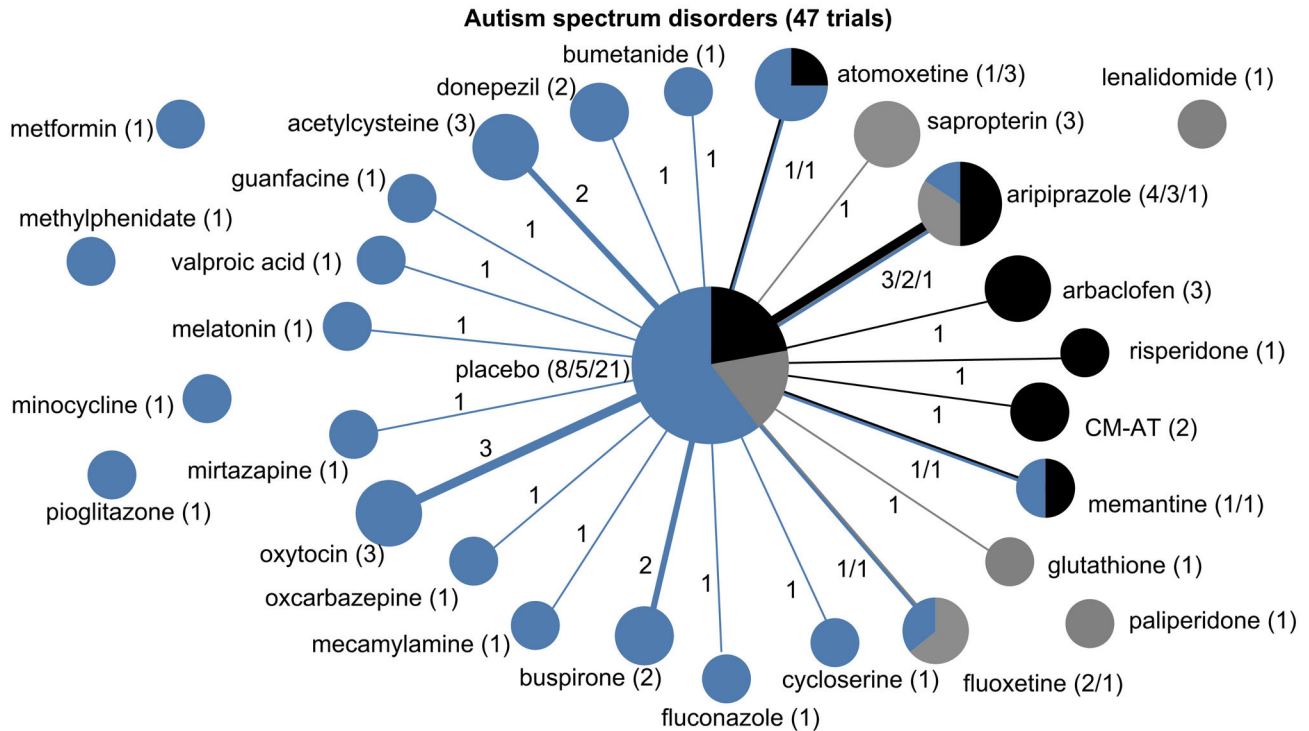 Autism spectrum disorders (47 trials)
bumetanide (1)
atomoxetine (1/3)
lenalidomide (1)
donepezil (2)
metformin (1)
acetylcysteine (3)
sapropterin (3)
guanfacine (1)
aripiprazole (4/3/1)
methylphenidate (1)
valproic acid (1)
arbaclofen (3)
melatonin (1)
risperidone (1)
placebo (8/5/21)
minocycline (1)
CM-AT (2)
mirtazapine (1)
pioglitazone (1)
memantine (1/1)
oxytocin (3)
glutathione (1)
oxcarbazepine (1)
paliperidone (1)
mecamylamine (1)
buspirone (2)
cycloserine (1)
fluoxetine (2/1)
fluconazole (1)
2
1
1
1/1
1
1
1
3/2/1
1
1
1
1
1
3
1/1
1
1
1
2
1
1
1/1